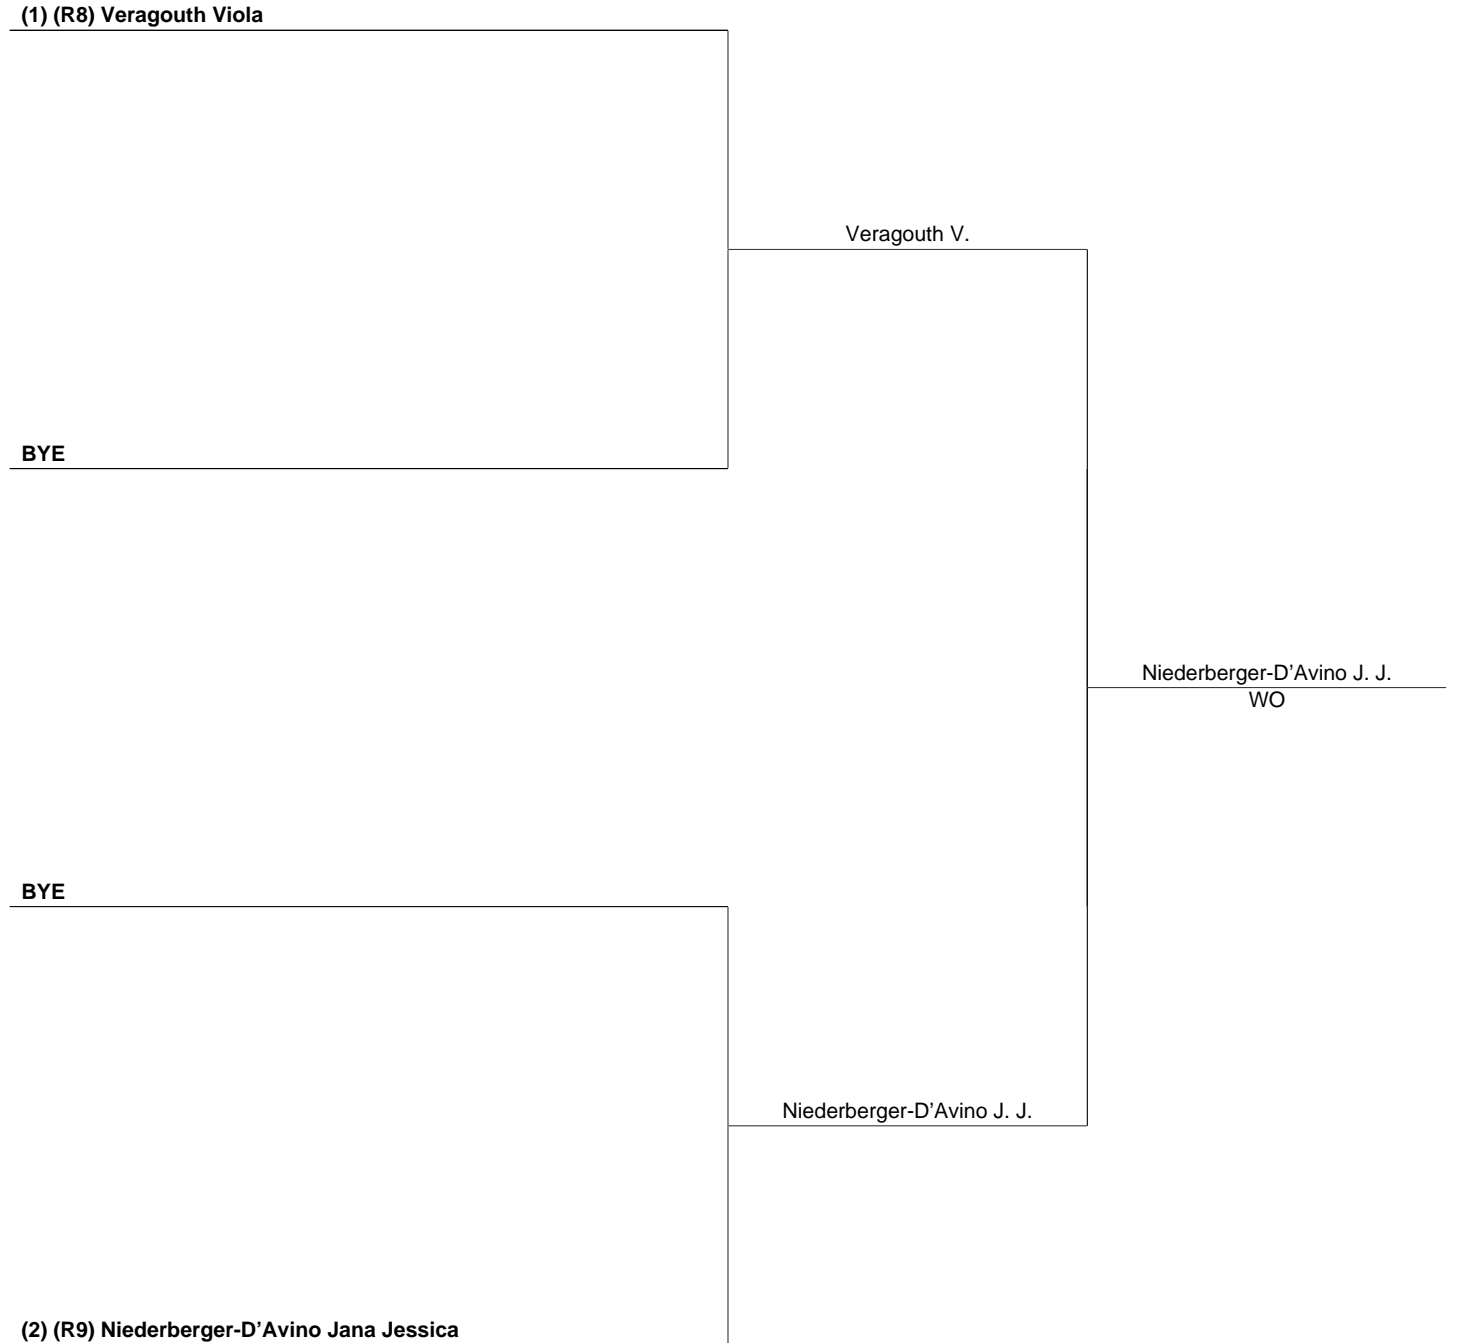 (1) (R8) Veragouth Viola
Veragouth V.
BYE
Niederberger-D’Avino J. J.
WO
BYE
Niederberger-D’Avino J. J.
(2) (R9) Niederberger-D’Avino Jana Jessica